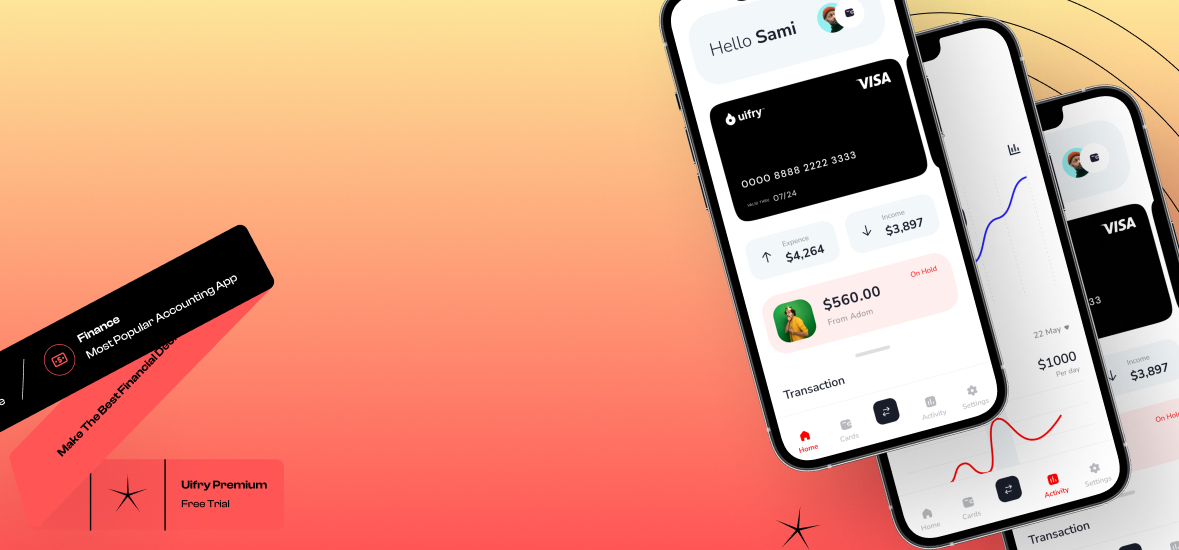 Finance
Most Popular Accounting App
Make The Best Financial
Uifry Premium
Free Trial
Hello Sami
VISA
uifry
0000 8888 2222 3333
VALID THRU 07/24
Expence
$4,264
Income
$3,897
On Hold
$560.00
From Adom
Transaction
Home
Cards
Activity
Settings
22 May
$1000
Per day
Home
Cards
Activity
Settings
VISA
33
Income
$3,897
On Hold
Transaction